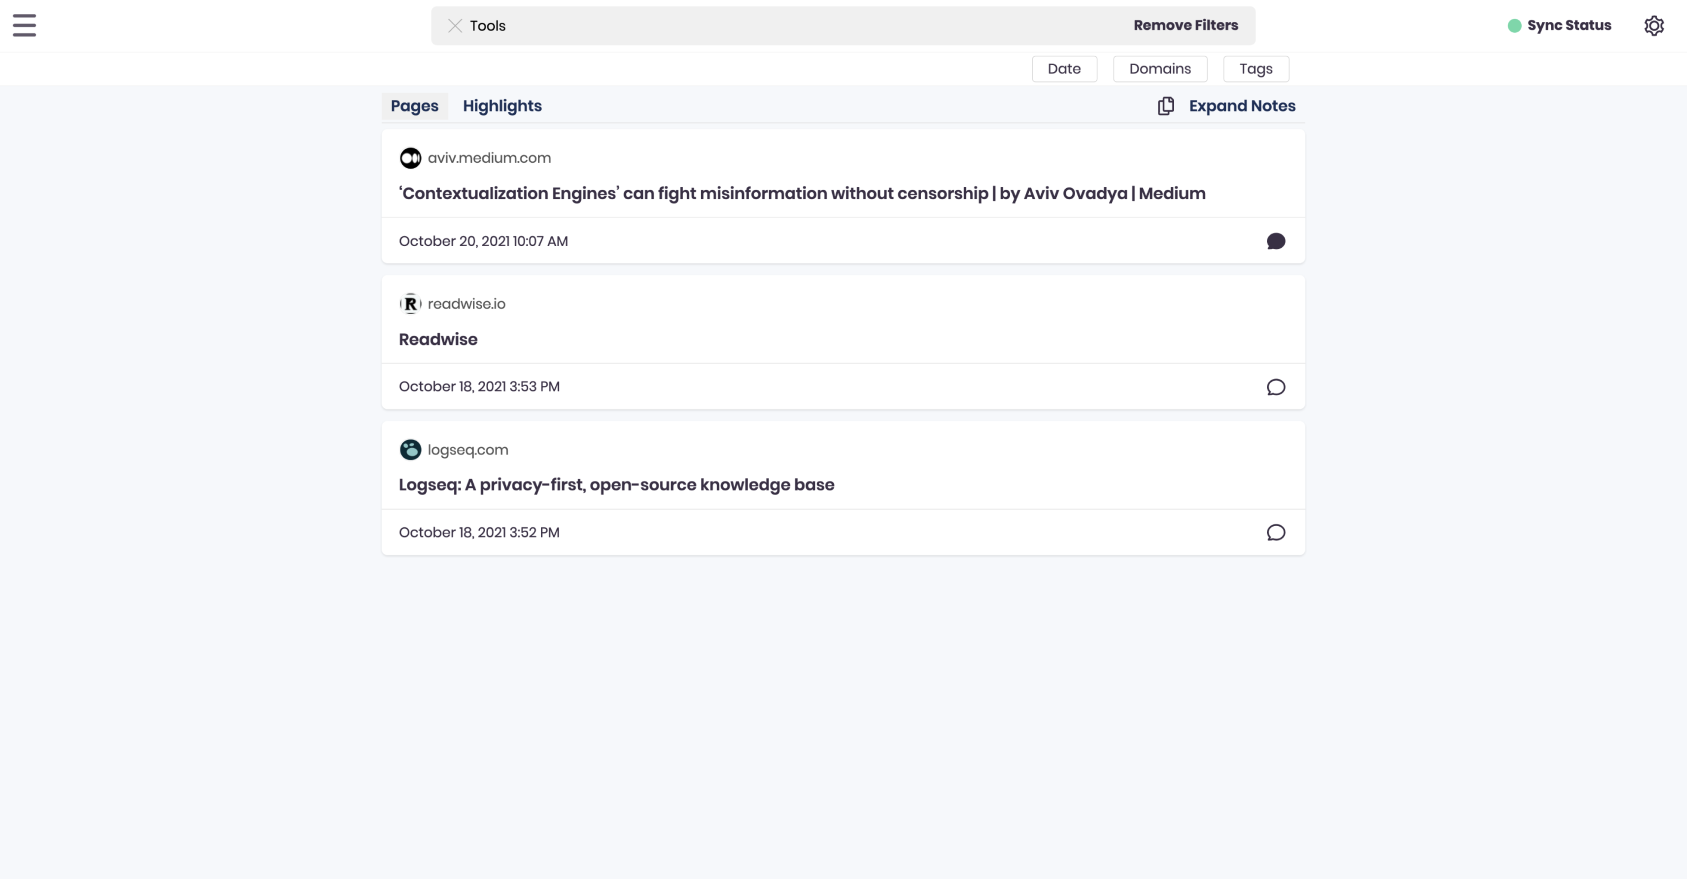 Tools
Remove Filters
Sync Status
Date
Domains
Tags
Pages
Highlights
Expand Notes
aviv.medium.com
‘Contextualization Engines’ can fight misinformation without censorship | by Aviv Ovadya | Medium
October 20, 2021 10:07 AM
R
readwise.io
Readwise
October 18, 2021 3:53 PM
logseq.com
Logseq: A privacy-first, open-source knowledge base
October 18, 2021 3:52 PM